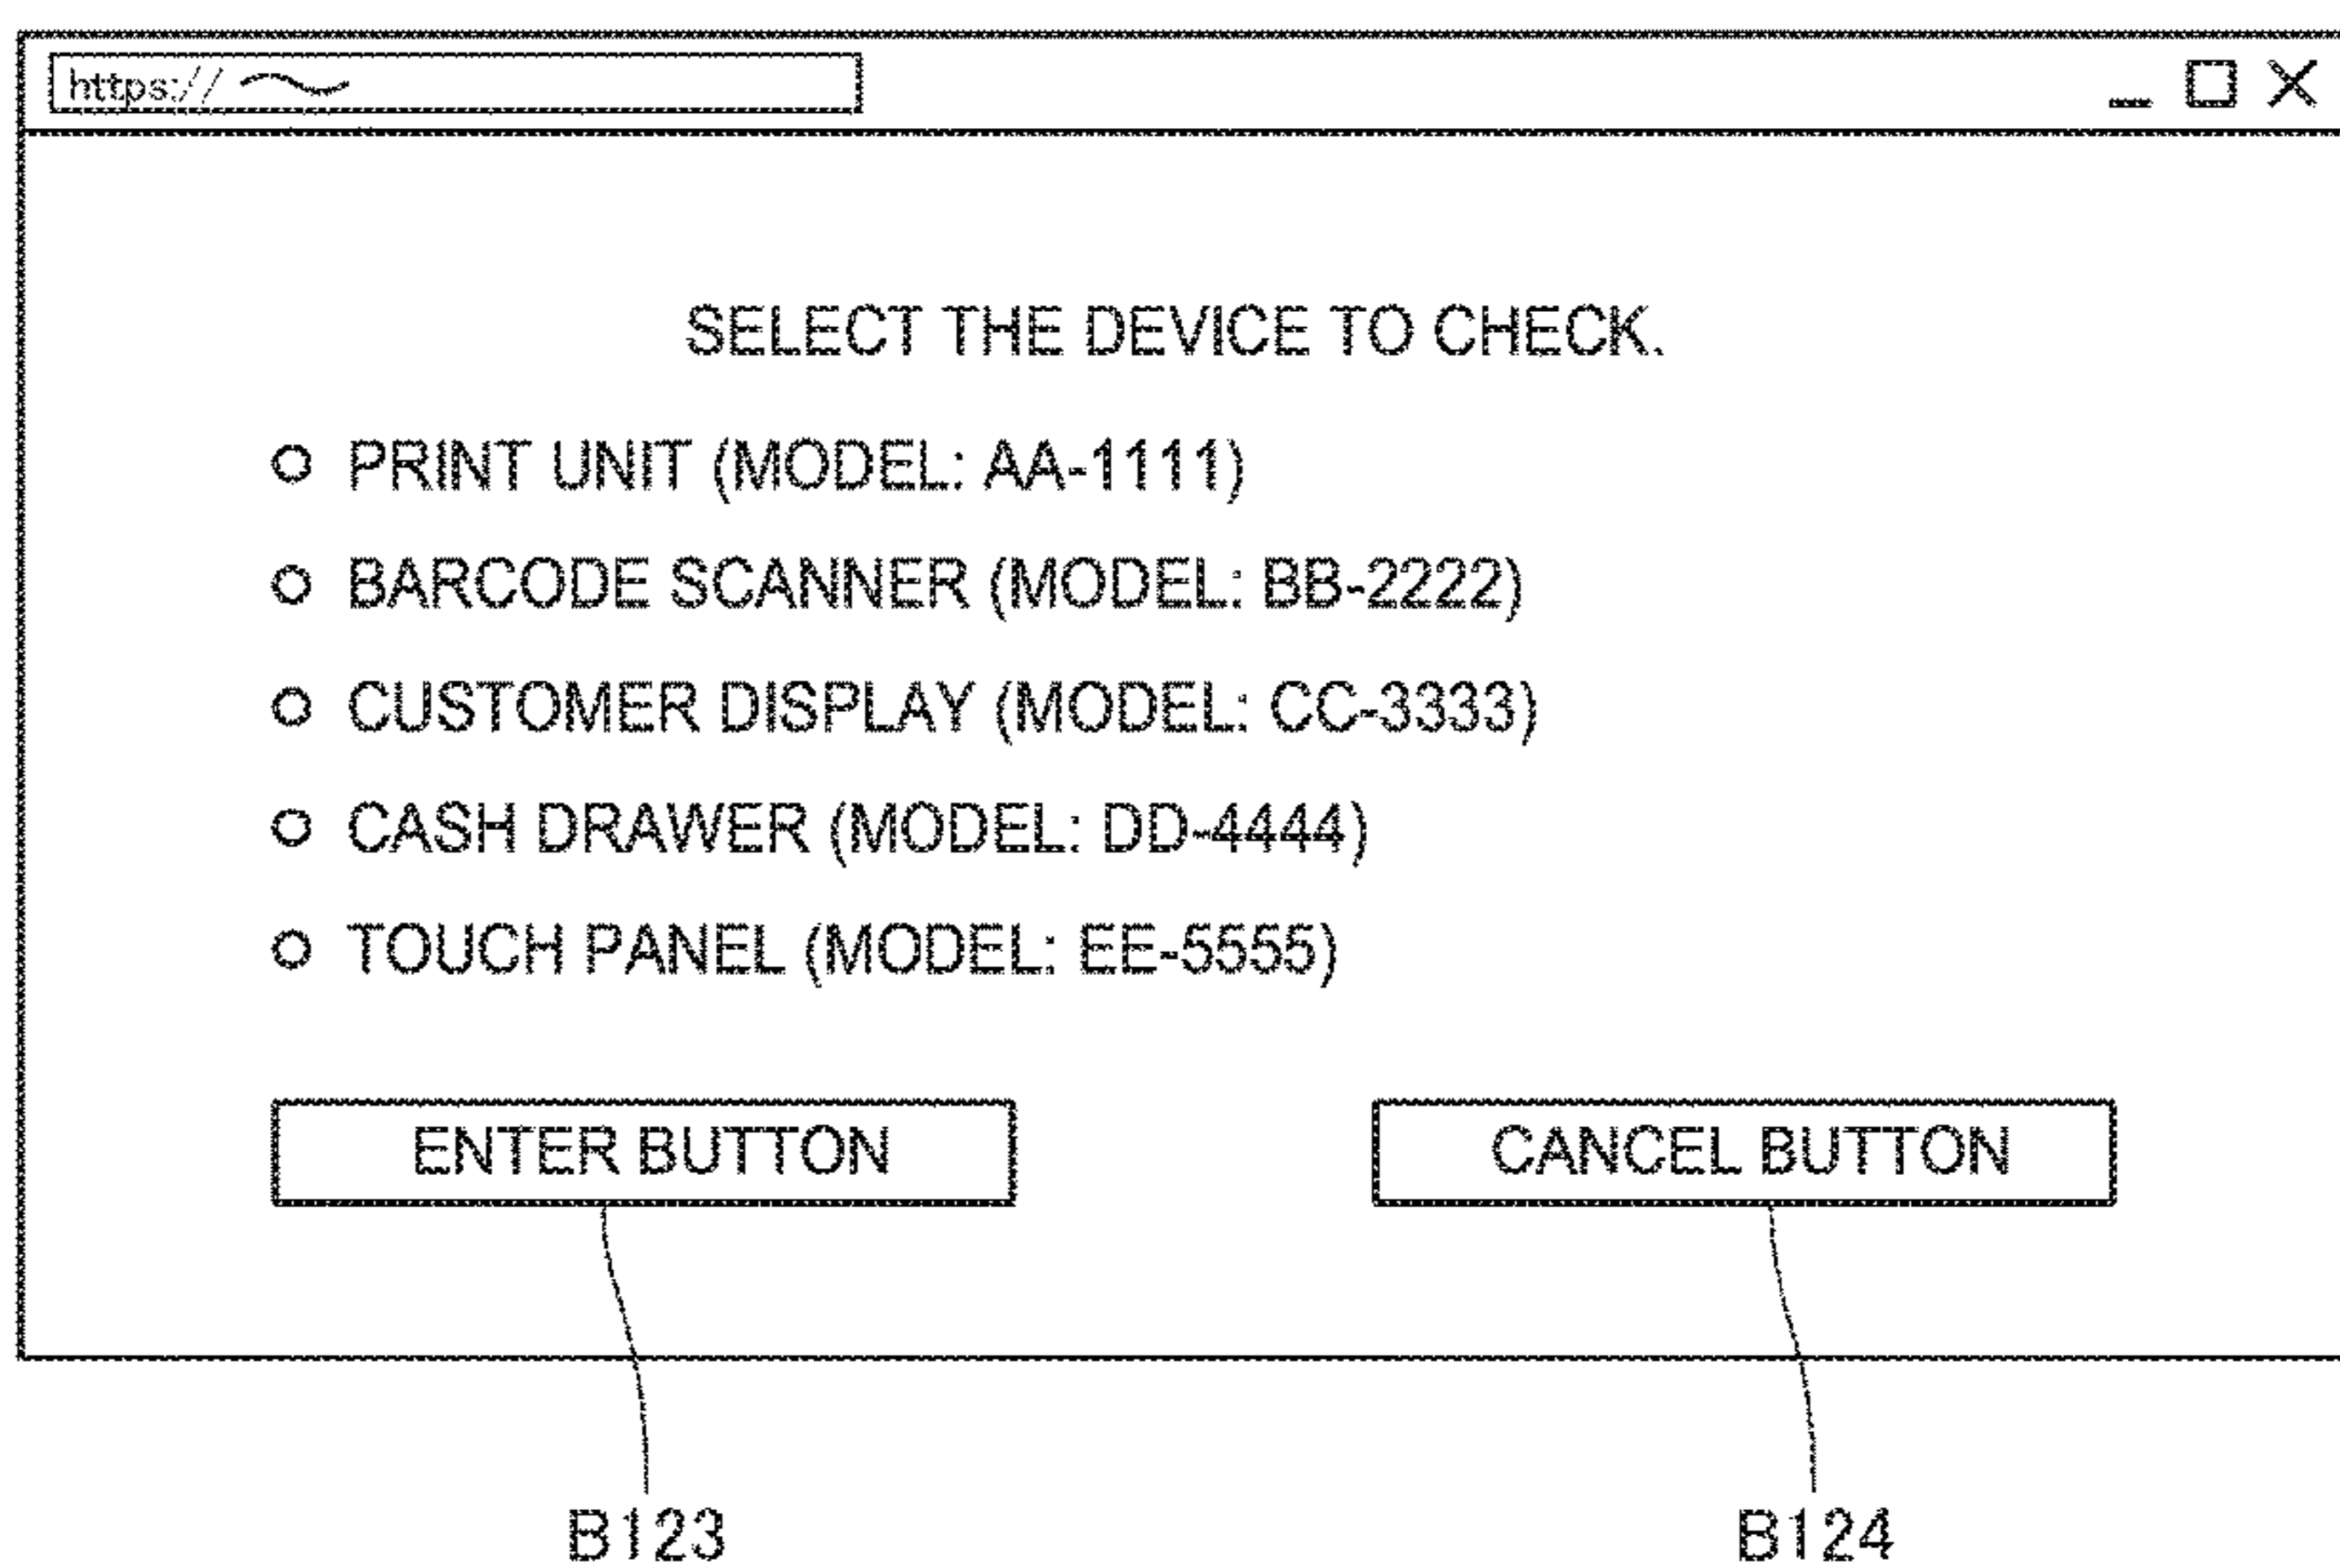 https://
SELECT THE DEVICE TO CHECK.
PRINT UNIT (MODEL: AA-1111)
BARCODE SCANNER (MODEL: BB-2222)
CUSTOMER DISPLAY (MODEL: CC-3333)
CASH DRAWER (MODEL: DD-4444)
TOUCH PANEL (MODEL: EE-5555)
ENTER BUTTON
CANCEL BUTTON
B123
B124